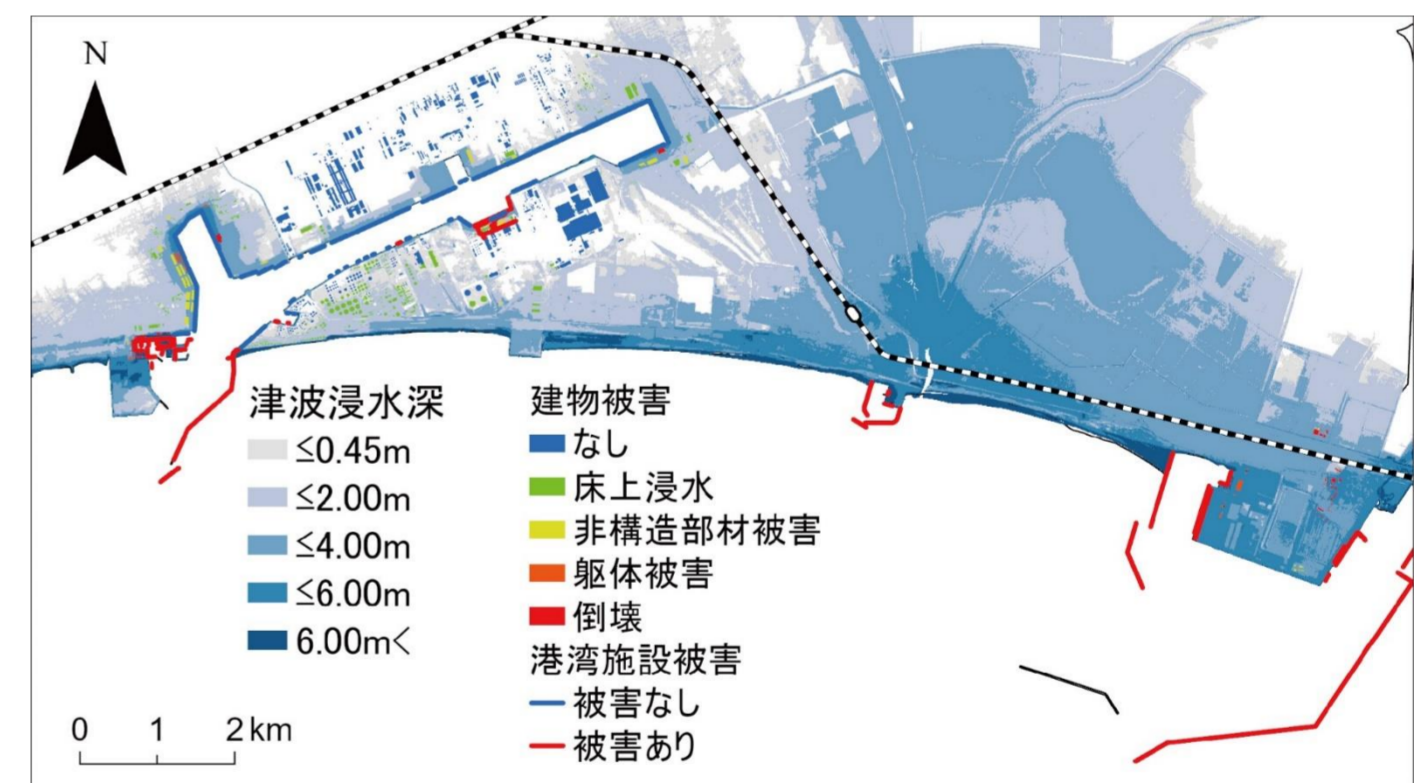 N
津波浸水深
≤0.45m
≤2.00m
≤4.00m
≤6.00m
6.00m<
0 1 2km
建物被害
なし
床上浸水
非構造部材被害
躯体被害
倒壊
港湾施設被害
被害なし
被害あり